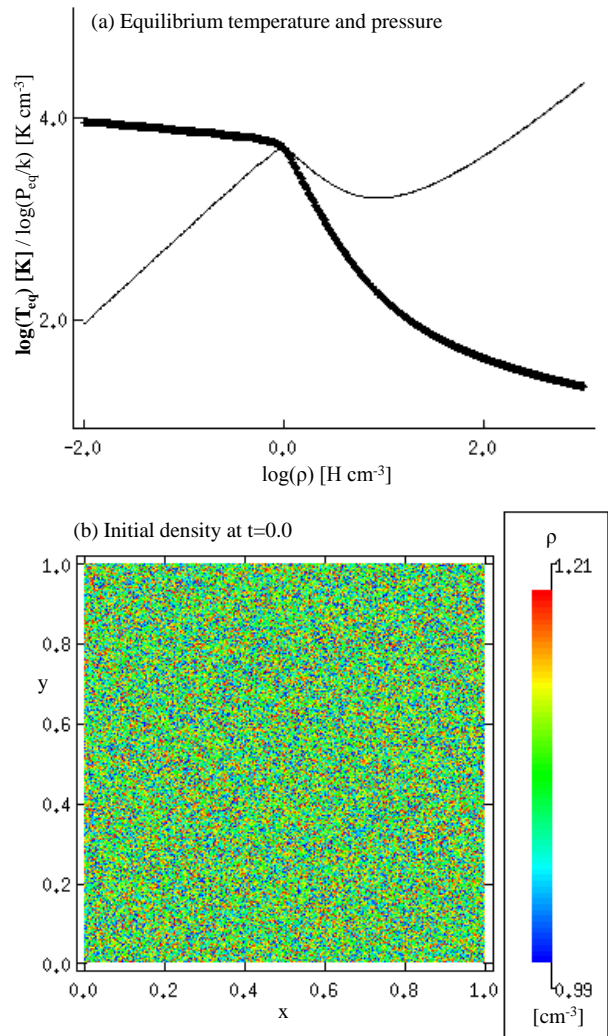 (a) Equilibrium temperature and pressure
log(T_eq) [K] / log(P_eq/k) [K cm⁻³]
4.0
2.0
-2.0 0.0 2.0
log(ρ) [H cm⁻³]
(b) Initial density at t=0.0
ρ
1.21
1.0
0.8
y
0.6
0.4
0.2
0.0
0.0 0.2 0.4 0.6 0.8 1.0
x
0.99
[cm⁻³]